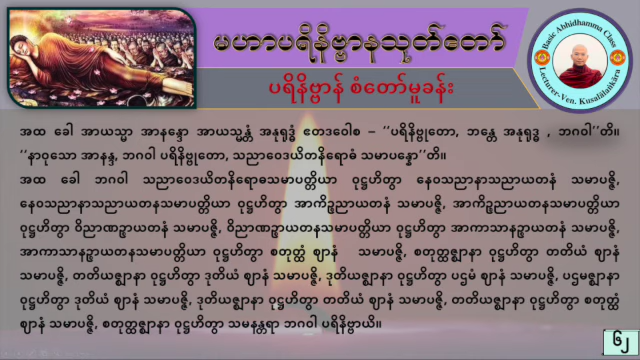 မဟာပရိနိဗ္ဗာနသုတ်တော်
ပရိနိဗ္ဗာန် စံတော်မူခန်း
Basic Abhidhamma Class
Lecturer-Ven. Kusalālaṅkāra
အထ ခေါ အာယသ္မာ အာနန္ဒော အာယသ္မန္တံ အနုရုဒ္ဓံ ဧတဒဝေါစ – ‘‘ပရိနိဗ္ဗုတော, ဘန္တေ အနုရုဒ္ဓ , ဘဂဝါ’’တိ။
‘‘နာဝုသော အာနန္ဒ, ဘဂဝါ ပရိနိဗ္ဗုတော, သညာဝေဒယိတနိရောဓံ သမာပန္နော’’တိ။
အထ ခေါ ဘဂဝါ သညာဝေဒယိတနိရောဓသမာပတ္တိယာ ဝုဋ္ဌဟိတွာ နေဝသညာနာသညာယတနံ သမာပဇ္ဇိ,
နေဝသညာနာသညာယတနသမာပတ္တိယာ ဝုဋ္ဌဟိတွာ အာကိဉ္စညာယတနံ သမာပဇ္ဇိ, အာကိဉ္စညာယတနသမာပတ္တိယာ
ဝုဋ္ဌဟိတွာ ဝိညာဏဉ္စာယတနံ သမာပဇ္ဇိ, ဝိညာဏဉ္စာယတနသမာပတ္တိယာ ဝုဋ္ဌဟိတွာ အာကာသာနဉ္စာယတနံ သမာပဇ္ဇိ,
အာကာသာနဉ္စာယတနသမာပတ္တိယာ ဝုဋ္ဌဟိတွာ စတုတ္ထံ ဈာနံ သမာပဇ္ဇိ, စတုတ္ထဇ္ဈာနာ ဝုဋ္ဌဟိတွာ တတိယံ ဈာနံ
သမာပဇ္ဇိ, တတိယဇ္ဈာနာ ဝုဋ္ဌဟိတွာ ဒုတိယံ ဈာနံ သမာပဇ္ဇိ, ဒုတိယဇ္ဈာနာ ဝုဋ္ဌဟိတွာ ပဌမံ ဈာနံ သမာပဇ္ဇိ, ပဌမဇ္ဈာနာ
ဝုဋ္ဌဟိတွာ ဒုတိယံ ဈာနံ သမာပဇ္ဇိ, ဒုတိယဇ္ဈာနာ ဝုဋ္ဌဟိတွာ တတိယံ ဈာနံ သမာပဇ္ဇိ, တတိယဇ္ဈာနာ ဝုဋ္ဌဟိတွာ စတုတ္ထံ
ဈာနံ သမာပဇ္ဇိ, စတုတ္ထဇ္ဈာနာ ဝုဋ္ဌဟိတွာ သမနန္တရာ ဘဂဝါ ပရိနိဗ္ဗာယိ။
၆၂